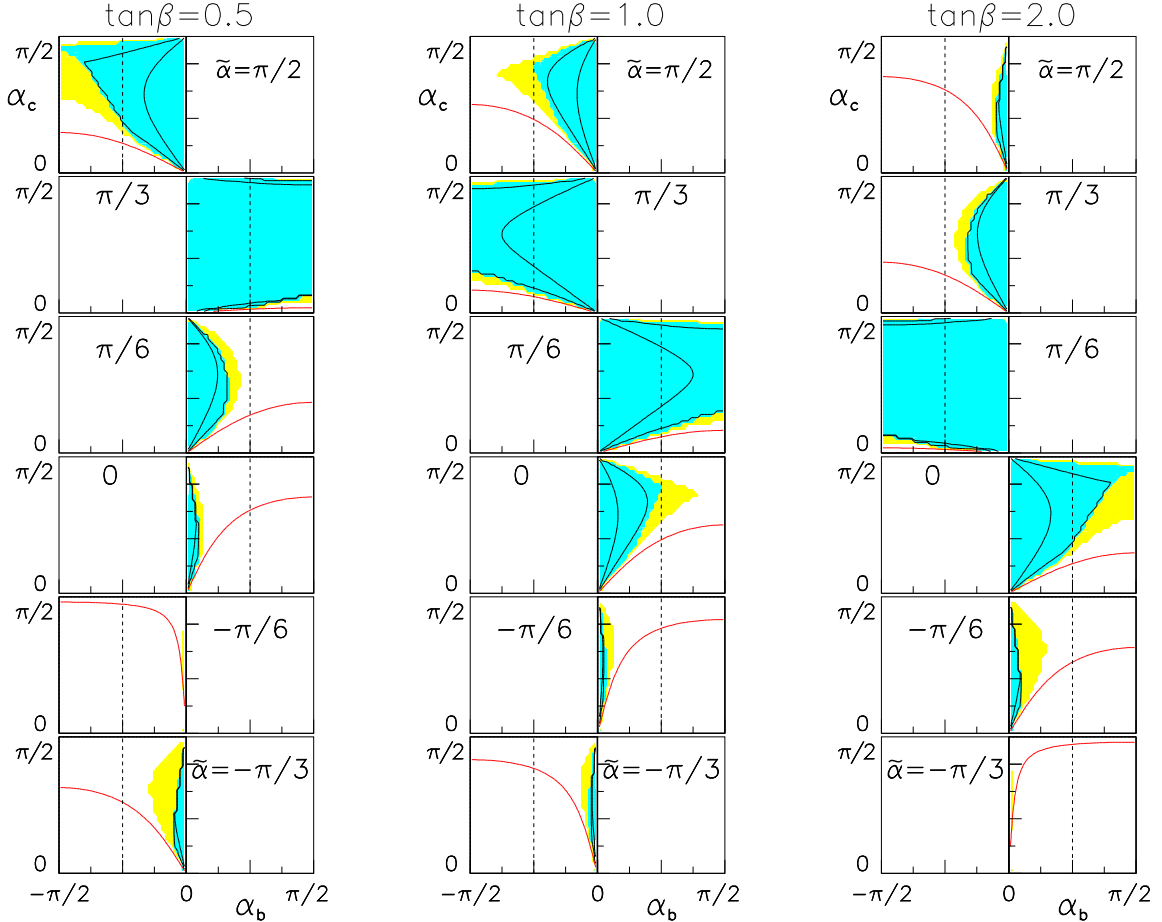 tanβ=0.5 tanβ=1.0 tanβ=2.0
π/2 α̃=π/2 π/2 α̃=π/2 π/2 α̃=π/2
α_c α_c α_c
0 0 0
π/2 π/3 π/2 π/3 π/2 π/3
0 0 0
π/2 π/6 π/2 π/6 π/2 π/6
0 0 0
π/2 0 π/2 0 π/2 0
0 0 0
π/2 −π/6 π/2 −π/6 π/2 −π/6
0 0 0
π/2 α̃=−π/3 π/2 α̃=−π/3 π/2 α̃=−π/3
0 0 0
−π/2 0 π/2 −π/2 0 π/2 −π/2 0 π/2
α_b α_b α_b